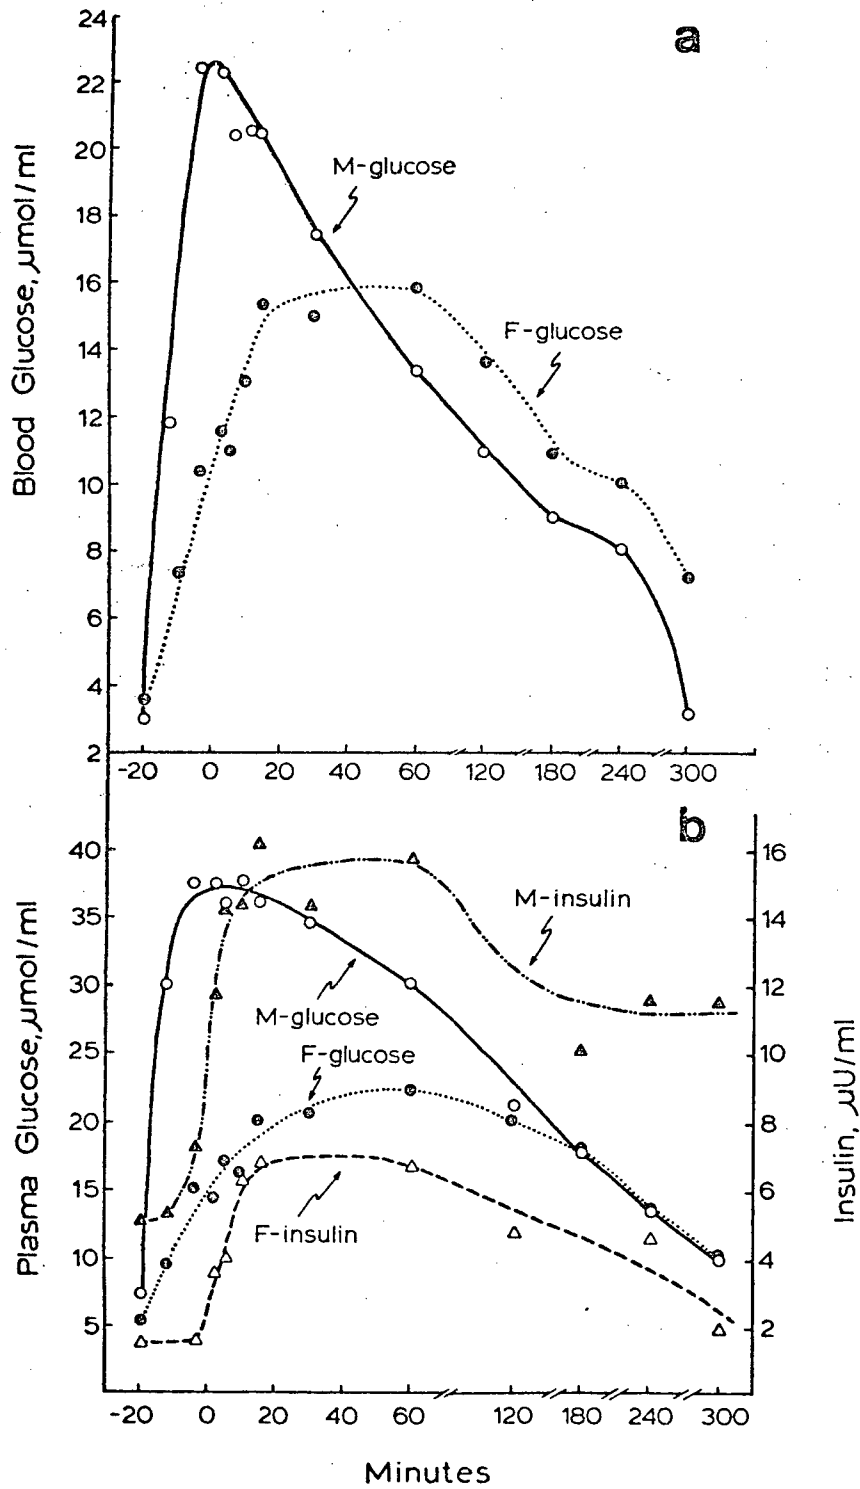 a
24
22
20
18
16
14
12
10
8
6
4
2
Blood Glucose, μmol/ml
M-glucose
F-glucose
-20 0 20 40 60 120 180 240 300
b
40
35
30
25
20
15
10
5
Plasma Glucose, μmol/ml
M-insulin
M-glucose
F-glucose
F-insulin
16
14
12
10
8
6
4
2
Insulin, μU/ml
-20 0 20 40 60 120 180 240 300
Minutes